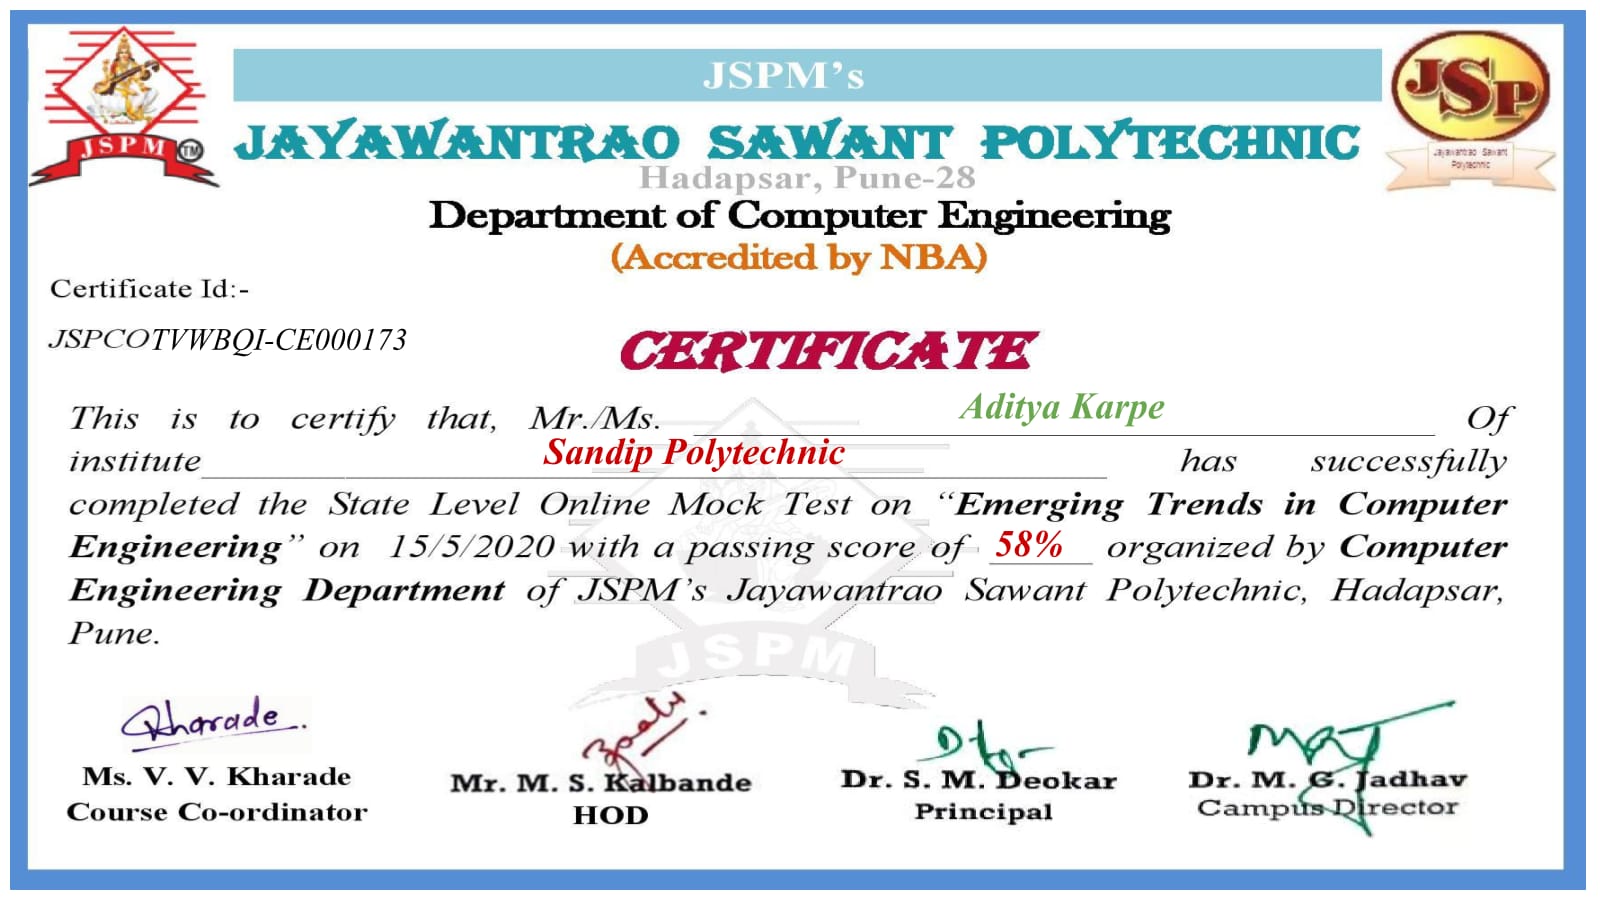 JSPM's
JAYAWANTRAO SAWANT POLYTECHNIC
Hadapsar, Pune-28
Department of Computer Engineering
(Accredited by NBA)
JSPM TM
JSP
Jayawantrao Sawant
Polytechnic
Certificate Id:-
JSPCOTVWBQI-CE000173
CERTIFICATE
This is to certify that, Mr./Ms. Aditya Karpe Of
institute Sandip Polytechnic has successfully
completed the State Level Online Mock Test on “Emerging Trends in Computer
Engineering” on 15/5/2020 with a passing score of 58% organized by Computer
Engineering Department of JSPM’s Jayawantrao Sawant Polytechnic, Hadapsar,
Pune.
JSPM
Kharade
Ms. V. V. Kharade
Course Co-ordinator
Mr. M. S. Kalbande
HOD
Dr. S. M. Deokar
Principal
Dr. M. G. Jadhav
Campus Director